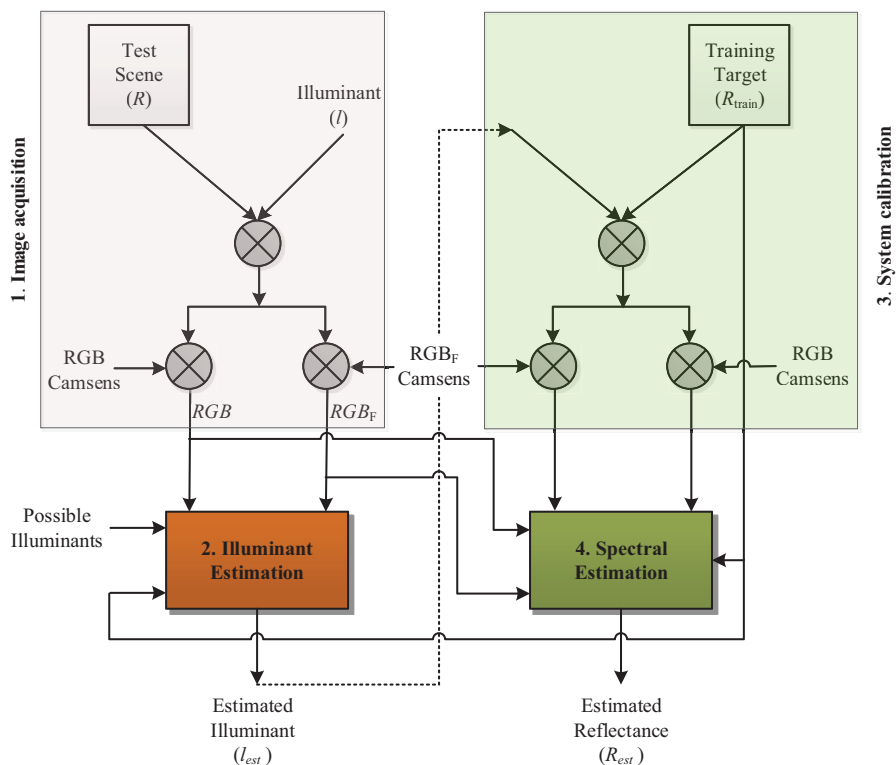 1. Image acquisition
Test
Scene
(R)
Illuminant
(l)
Training
Target
(R_train)
3. System calibration
RGB
Camsens
RGB_F
Camsens
RGB
Camsens
RGB
RGB_F
Possible
Illuminants
2. Illuminant
Estimation
4. Spectral
Estimation
Estimated
Illuminant
(l_est )
Estimated
Reflectance
(R_est )